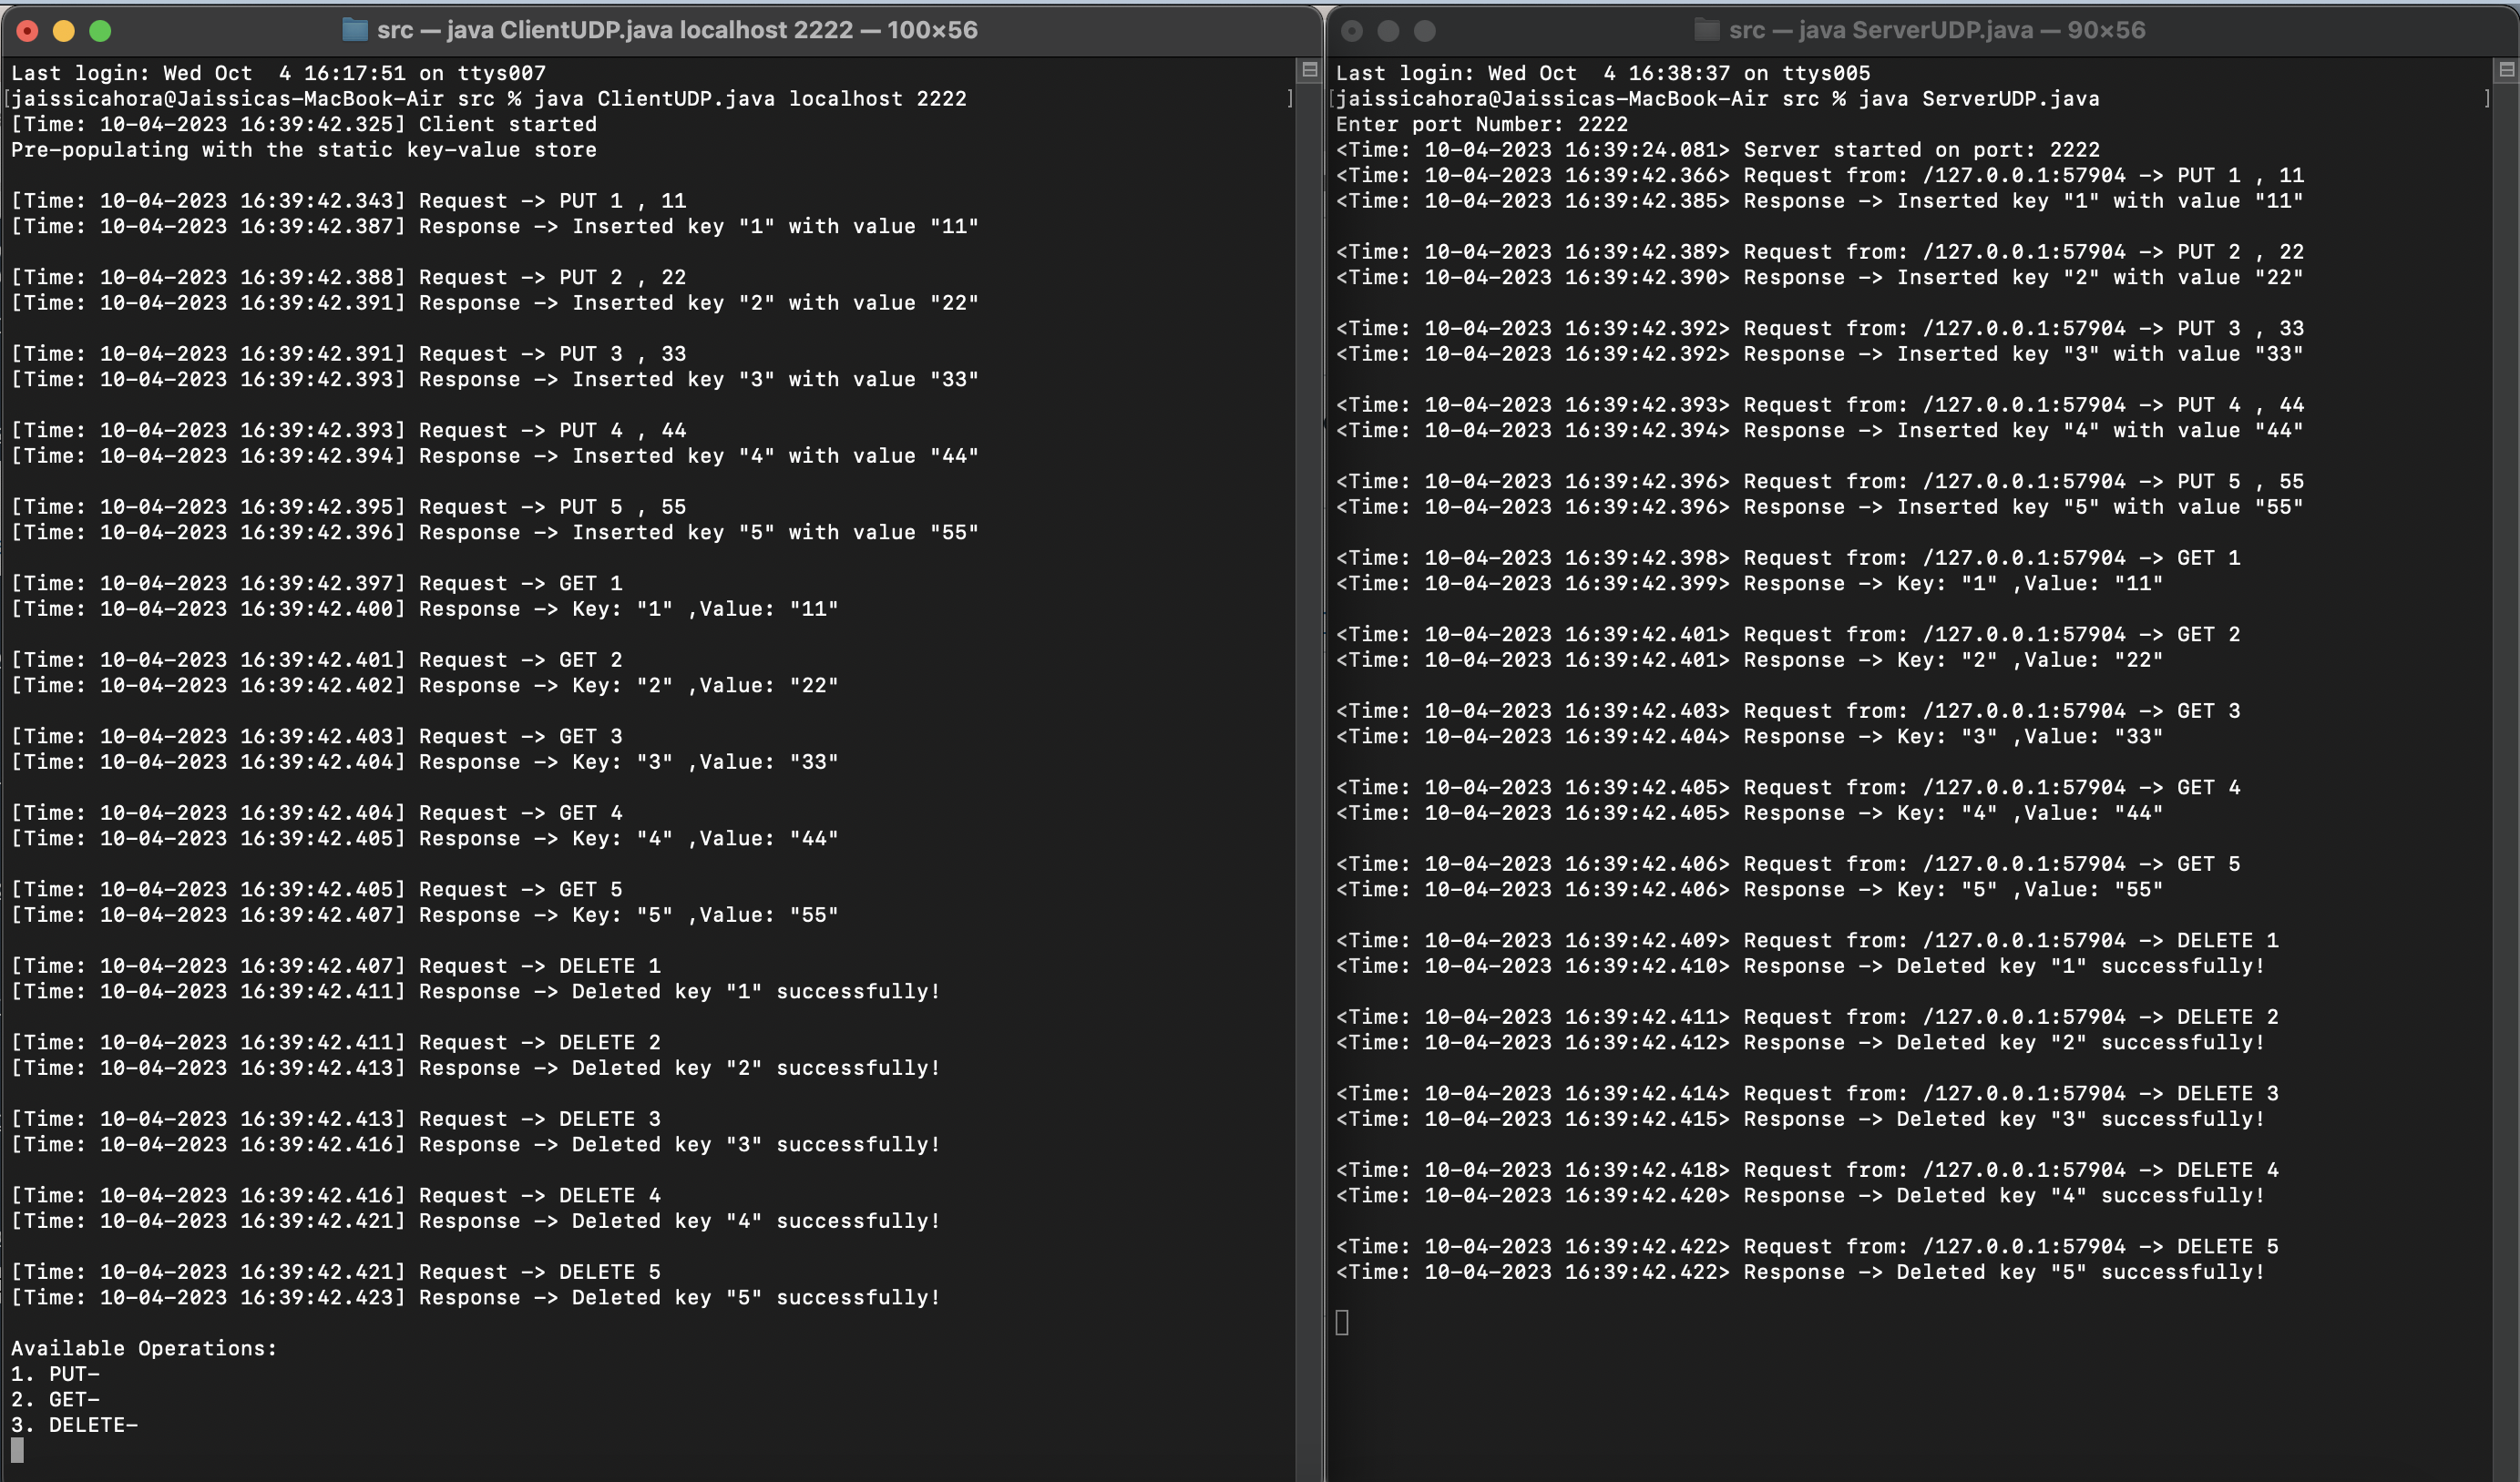 src — java ClientUDP.java localhost 2222 — 100×56
Last login: Wed Oct  4 16:17:51 on ttys007
[jaissicahora@Jaissicas-MacBook-Air src % java ClientUDP.java localhost 2222 ]
[Time: 10-04-2023 16:39:42.325] Client started
Pre-populating with the static key-value store
[Time: 10-04-2023 16:39:42.343] Request -> PUT 1 , 11
[Time: 10-04-2023 16:39:42.387] Response -> Inserted key "1" with value "11"
[Time: 10-04-2023 16:39:42.388] Request -> PUT 2 , 22
[Time: 10-04-2023 16:39:42.391] Response -> Inserted key "2" with value "22"
[Time: 10-04-2023 16:39:42.391] Request -> PUT 3 , 33
[Time: 10-04-2023 16:39:42.393] Response -> Inserted key "3" with value "33"
[Time: 10-04-2023 16:39:42.393] Request -> PUT 4 , 44
[Time: 10-04-2023 16:39:42.394] Response -> Inserted key "4" with value "44"
[Time: 10-04-2023 16:39:42.395] Request -> PUT 5 , 55
[Time: 10-04-2023 16:39:42.396] Response -> Inserted key "5" with value "55"
[Time: 10-04-2023 16:39:42.397] Request -> GET 1
[Time: 10-04-2023 16:39:42.400] Response -> Key: "1" ,Value: "11"
[Time: 10-04-2023 16:39:42.401] Request -> GET 2
[Time: 10-04-2023 16:39:42.402] Response -> Key: "2" ,Value: "22"
[Time: 10-04-2023 16:39:42.403] Request -> GET 3
[Time: 10-04-2023 16:39:42.404] Response -> Key: "3" ,Value: "33"
[Time: 10-04-2023 16:39:42.404] Request -> GET 4
[Time: 10-04-2023 16:39:42.405] Response -> Key: "4" ,Value: "44"
[Time: 10-04-2023 16:39:42.405] Request -> GET 5
[Time: 10-04-2023 16:39:42.407] Response -> Key: "5" ,Value: "55"
[Time: 10-04-2023 16:39:42.407] Request -> DELETE 1
[Time: 10-04-2023 16:39:42.411] Response -> Deleted key "1" successfully!
[Time: 10-04-2023 16:39:42.411] Request -> DELETE 2
[Time: 10-04-2023 16:39:42.413] Response -> Deleted key "2" successfully!
[Time: 10-04-2023 16:39:42.413] Request -> DELETE 3
[Time: 10-04-2023 16:39:42.416] Response -> Deleted key "3" successfully!
[Time: 10-04-2023 16:39:42.416] Request -> DELETE 4
[Time: 10-04-2023 16:39:42.421] Response -> Deleted key "4" successfully!
[Time: 10-04-2023 16:39:42.421] Request -> DELETE 5
[Time: 10-04-2023 16:39:42.423] Response -> Deleted key "5" successfully!
Available Operations:
1. PUT-
2. GET-
3. DELETE-
src — java ServerUDP.java — 90×56
Last login: Wed Oct  4 16:38:37 on ttys005
[jaissicahora@Jaissicas-MacBook-Air src % java ServerUDP.java ]
Enter port Number: 2222
<Time: 10-04-2023 16:39:24.081> Server started on port: 2222
<Time: 10-04-2023 16:39:42.366> Request from: /127.0.0.1:57904 -> PUT 1 , 11
<Time: 10-04-2023 16:39:42.385> Response -> Inserted key "1" with value "11"
<Time: 10-04-2023 16:39:42.389> Request from: /127.0.0.1:57904 -> PUT 2 , 22
<Time: 10-04-2023 16:39:42.390> Response -> Inserted key "2" with value "22"
<Time: 10-04-2023 16:39:42.392> Request from: /127.0.0.1:57904 -> PUT 3 , 33
<Time: 10-04-2023 16:39:42.392> Response -> Inserted key "3" with value "33"
<Time: 10-04-2023 16:39:42.393> Request from: /127.0.0.1:57904 -> PUT 4 , 44
<Time: 10-04-2023 16:39:42.394> Response -> Inserted key "4" with value "44"
<Time: 10-04-2023 16:39:42.396> Request from: /127.0.0.1:57904 -> PUT 5 , 55
<Time: 10-04-2023 16:39:42.396> Response -> Inserted key "5" with value "55"
<Time: 10-04-2023 16:39:42.398> Request from: /127.0.0.1:57904 -> GET 1
<Time: 10-04-2023 16:39:42.399> Response -> Key: "1" ,Value: "11"
<Time: 10-04-2023 16:39:42.401> Request from: /127.0.0.1:57904 -> GET 2
<Time: 10-04-2023 16:39:42.401> Response -> Key: "2" ,Value: "22"
<Time: 10-04-2023 16:39:42.403> Request from: /127.0.0.1:57904 -> GET 3
<Time: 10-04-2023 16:39:42.404> Response -> Key: "3" ,Value: "33"
<Time: 10-04-2023 16:39:42.405> Request from: /127.0.0.1:57904 -> GET 4
<Time: 10-04-2023 16:39:42.405> Response -> Key: "4" ,Value: "44"
<Time: 10-04-2023 16:39:42.406> Request from: /127.0.0.1:57904 -> GET 5
<Time: 10-04-2023 16:39:42.406> Response -> Key: "5" ,Value: "55"
<Time: 10-04-2023 16:39:42.409> Request from: /127.0.0.1:57904 -> DELETE 1
<Time: 10-04-2023 16:39:42.410> Response -> Deleted key "1" successfully!
<Time: 10-04-2023 16:39:42.411> Request from: /127.0.0.1:57904 -> DELETE 2
<Time: 10-04-2023 16:39:42.412> Response -> Deleted key "2" successfully!
<Time: 10-04-2023 16:39:42.414> Request from: /127.0.0.1:57904 -> DELETE 3
<Time: 10-04-2023 16:39:42.415> Response -> Deleted key "3" successfully!
<Time: 10-04-2023 16:39:42.418> Request from: /127.0.0.1:57904 -> DELETE 4
<Time: 10-04-2023 16:39:42.420> Response -> Deleted key "4" successfully!
<Time: 10-04-2023 16:39:42.422> Request from: /127.0.0.1:57904 -> DELETE 5
<Time: 10-04-2023 16:39:42.422> Response -> Deleted key "5" successfully!